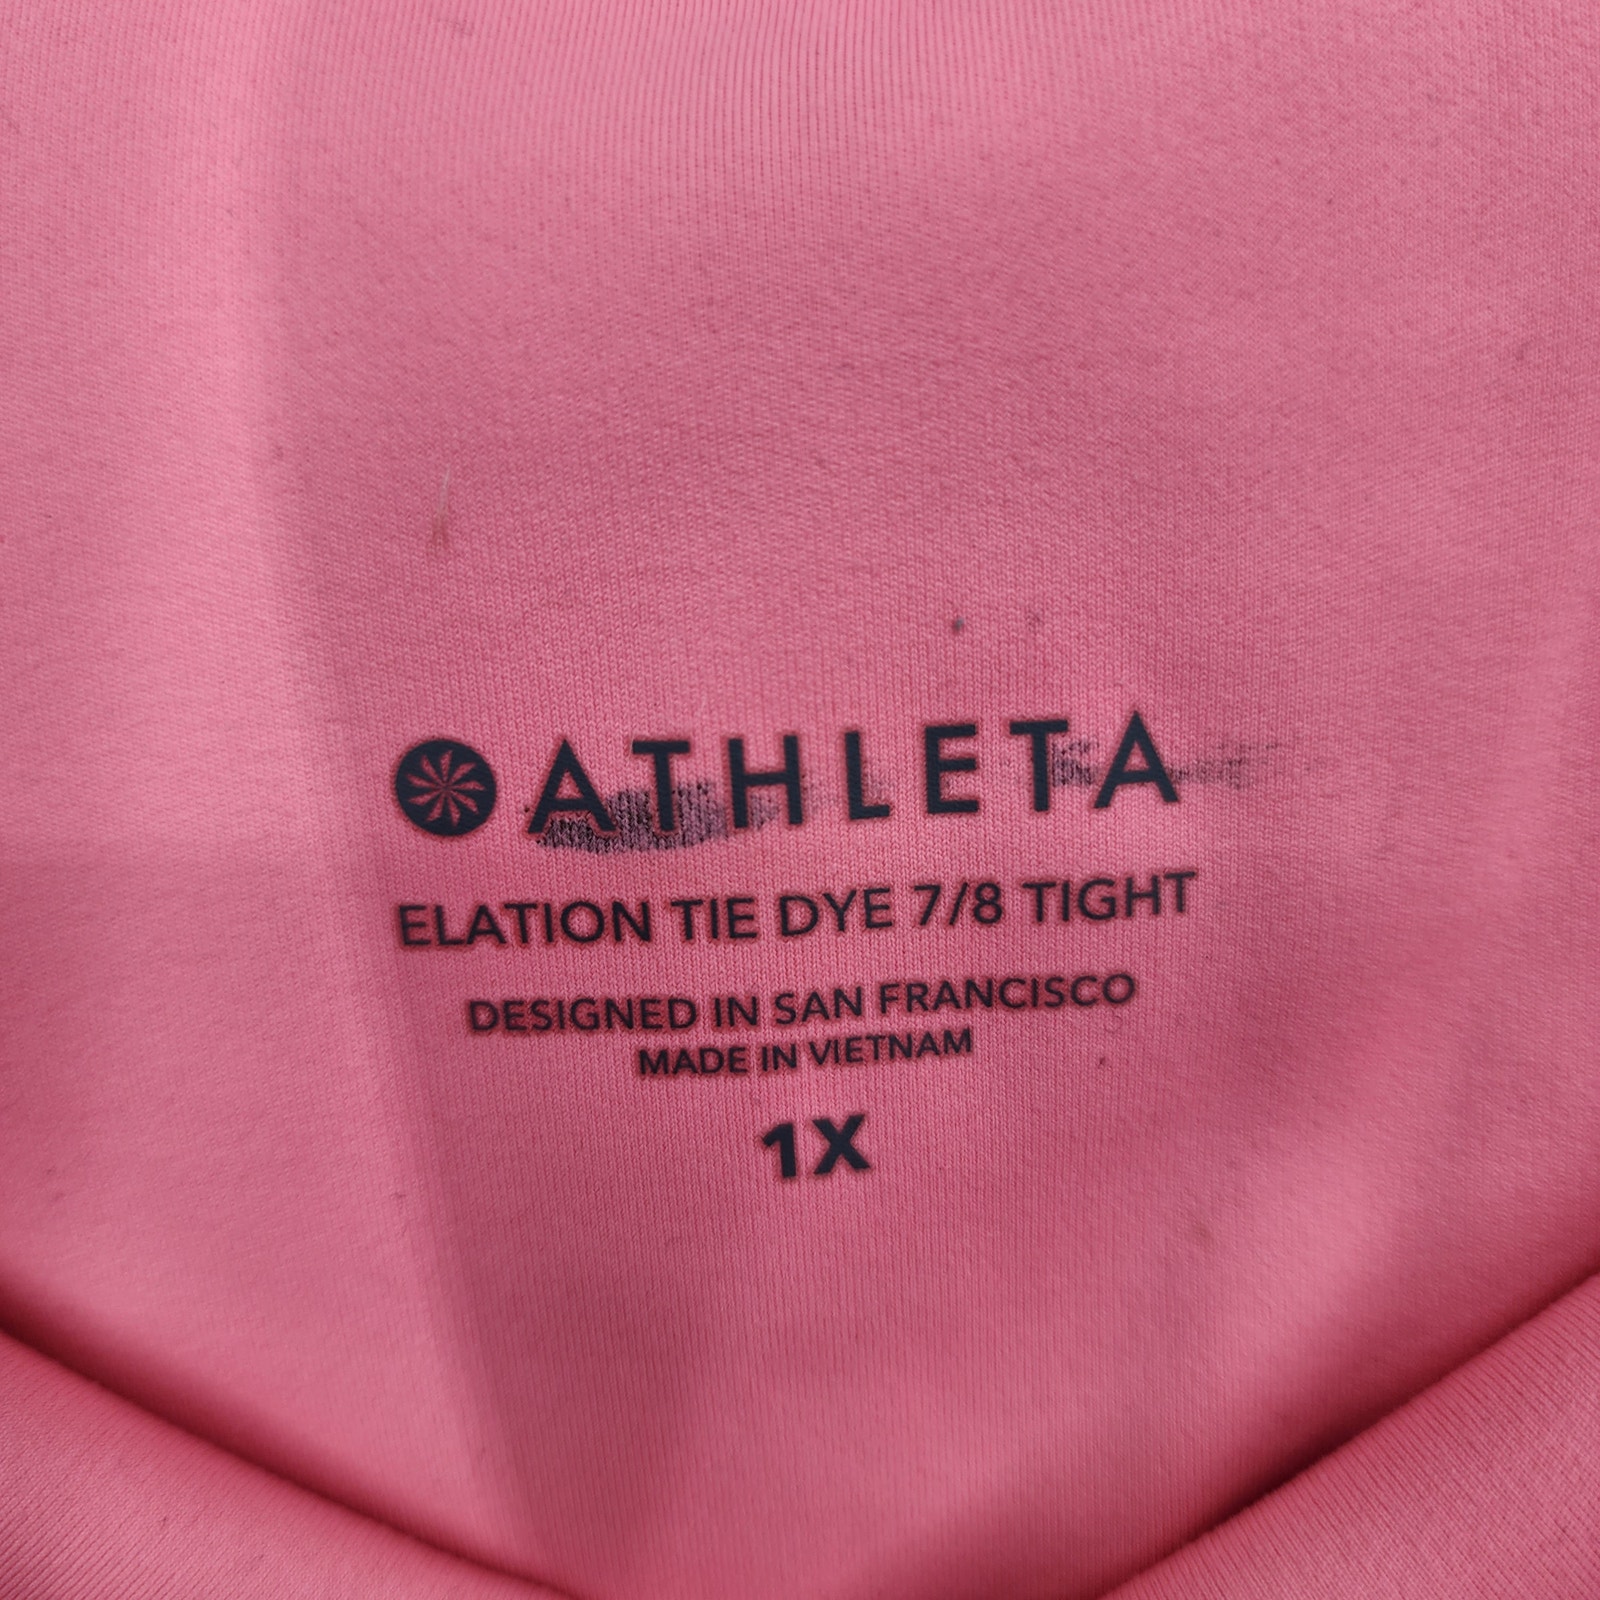 ATHLETA
ELATION TIE DYE 7/8 TIGHT
DESIGNED IN SAN FRANCISCO
MADE IN VIETNAM
1X